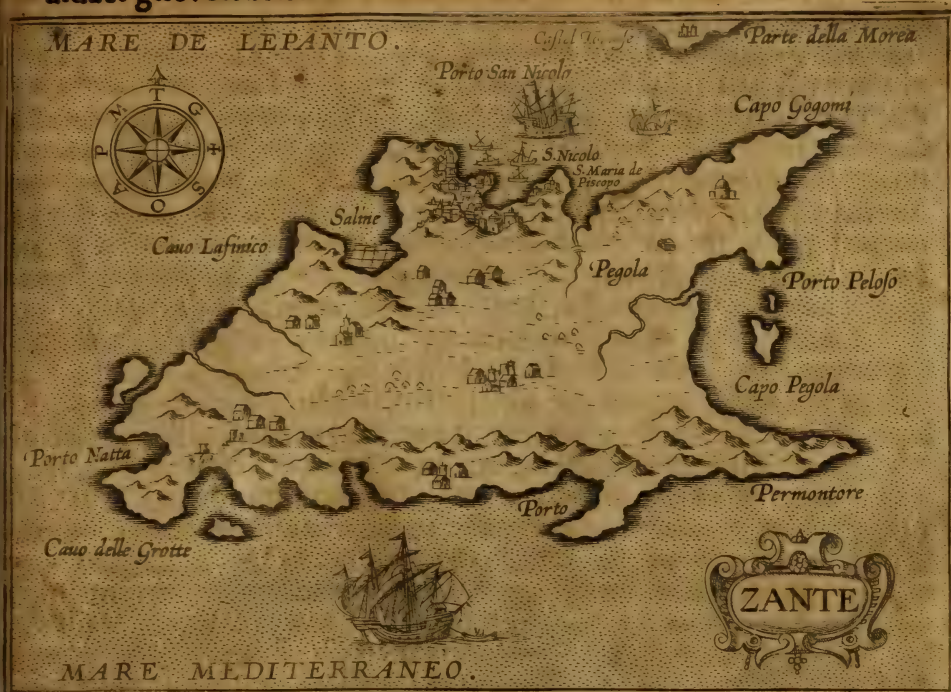 MARE DE LEPANTO.
Parte della Morea
Porto San Nicolo
Capo Gogomi
T
G
S
O
A
P
M
S. Nicolo
S. Maria de
Piscopo
Saline
Cauo Lafinico
Pegola
Porto Peloſo
Capo Pegola
Porto Natta
Porto
Permontore
Cauo delle Grotte
ZANTE
MARE MEDITERRANEO.